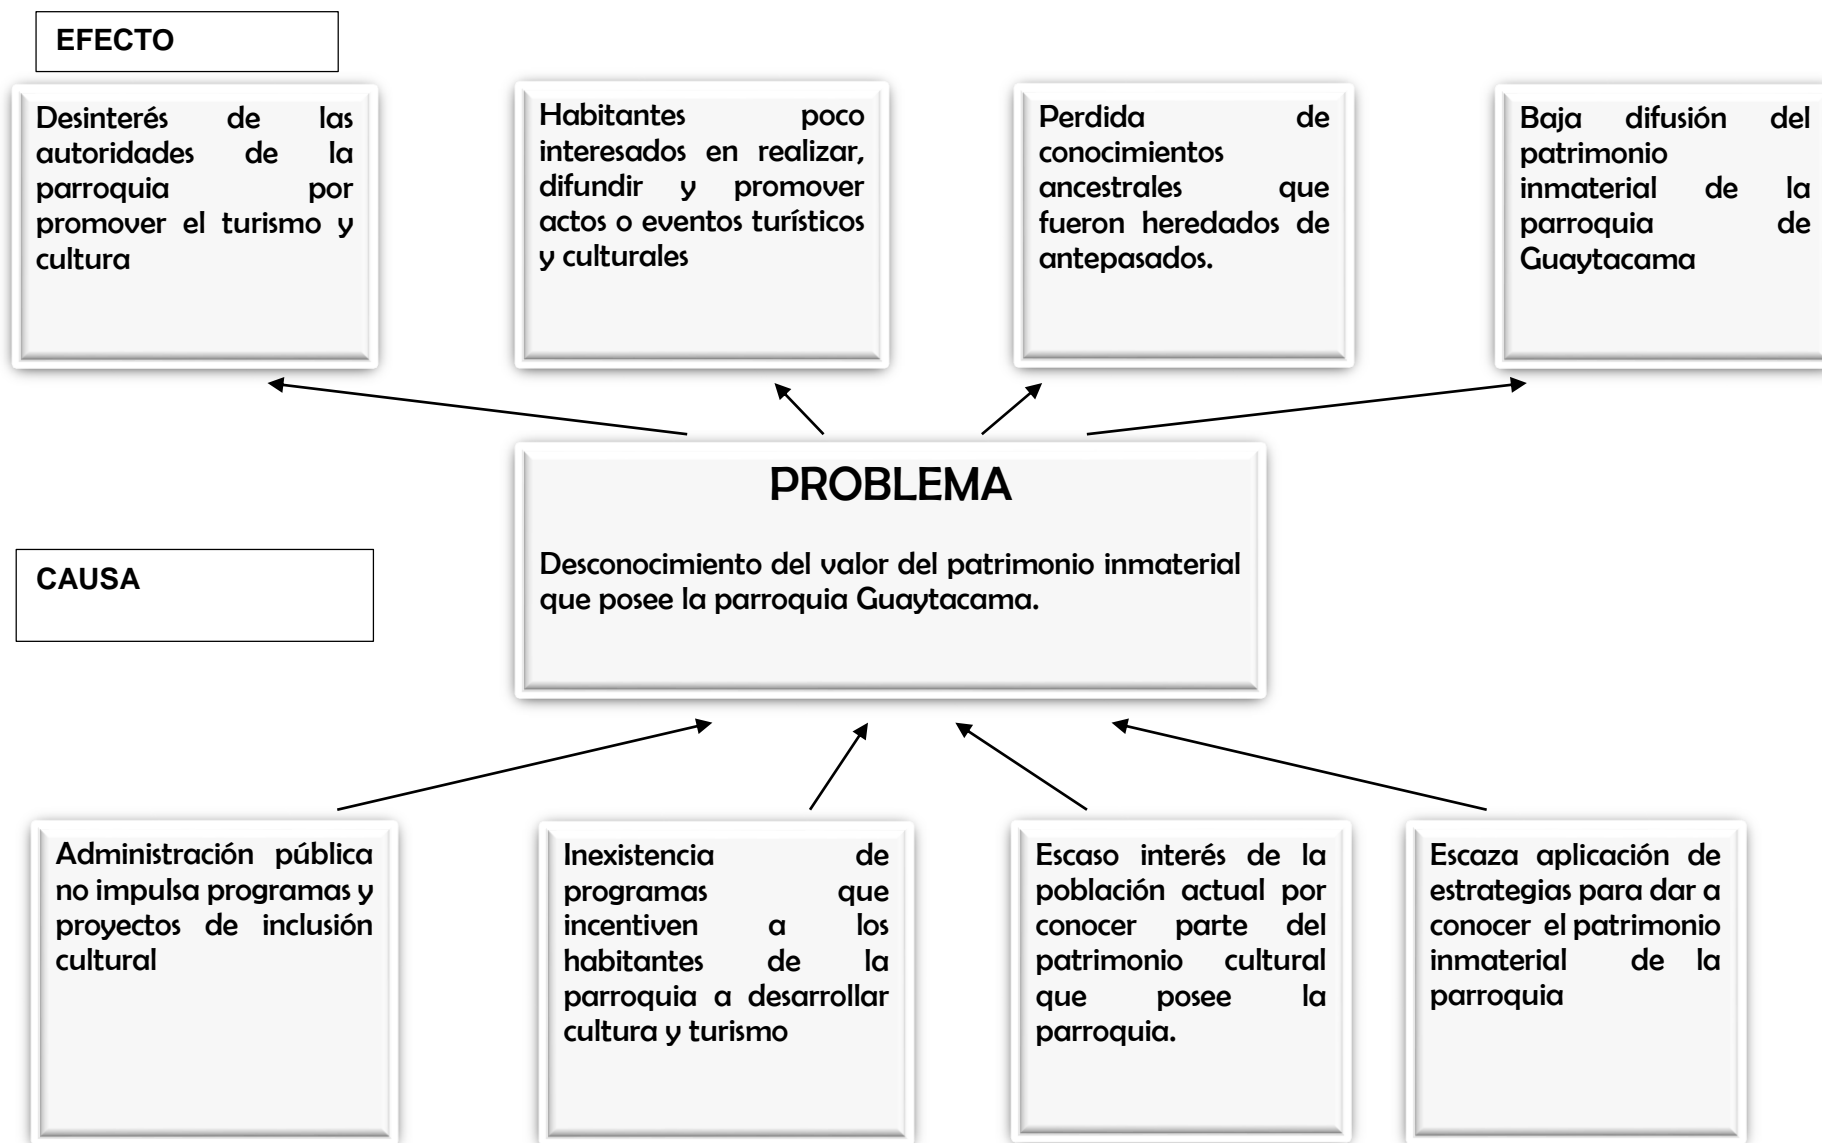 EFECTO
Desinterés de las
autoridades de la
parroquia por
promover el turismo y
cultura
Habitantes poco
interesados en realizar,
difundir y promover
actos o eventos turísticos
y culturales
Perdida de
conocimientos
ancestrales que
fueron heredados de
antepasados.
Baja difusión del
patrimonio
inmaterial de la
parroquia de
Guaytacama
PROBLEMA
Desconocimiento del valor del patrimonio inmaterial
que posee la parroquia Guaytacama.
CAUSA
Administración pública
no impulsa programas y
proyectos de inclusión
cultural
Inexistencia de
programas que
incentiven a los
habitantes de la
parroquia a desarrollar
cultura y turismo
Escaso interés de la
población actual por
conocer parte del
patrimonio cultural
que posee la
parroquia.
Escaza aplicación de
estrategias para dar a
conocer el patrimonio
inmaterial de la
parroquia